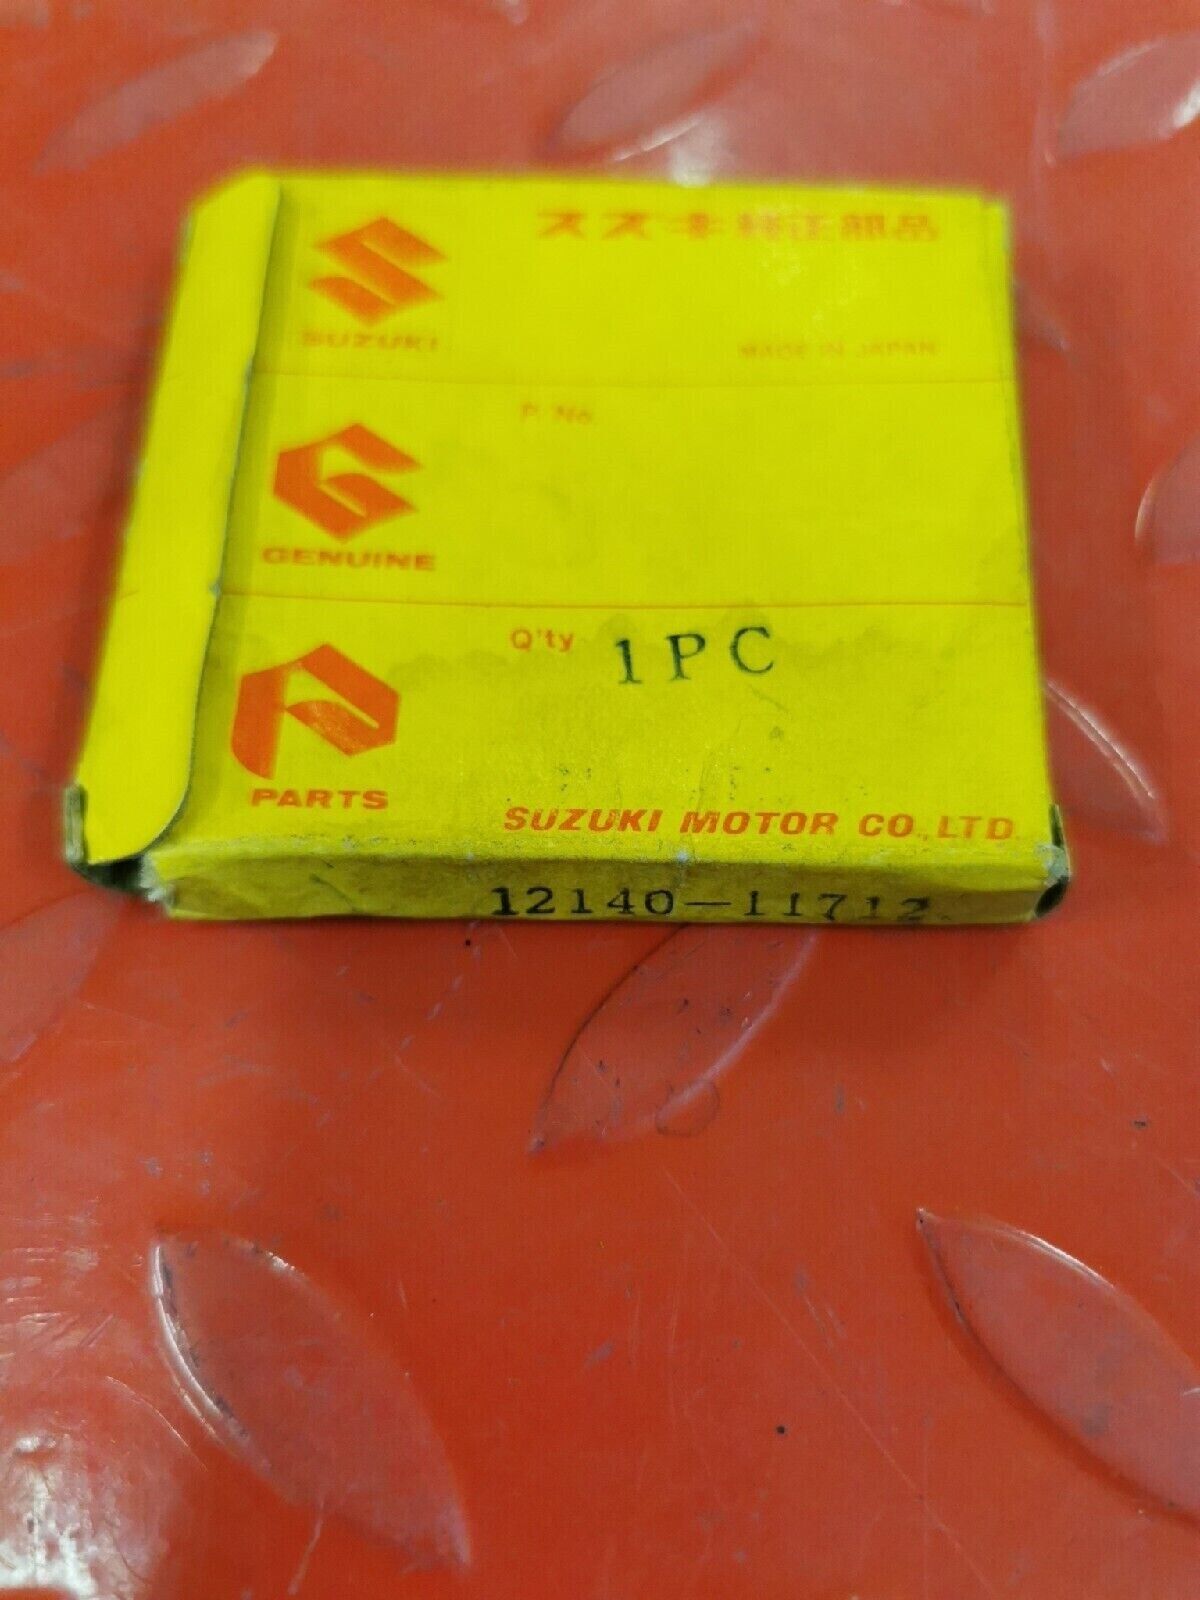 スズキ純正部品
SUZUKI
MADE IN JAPAN
P. No.
GENUINE
Q'ty 1PC
PARTS
SUZUKI MOTOR CO., LTD.
12140-11712